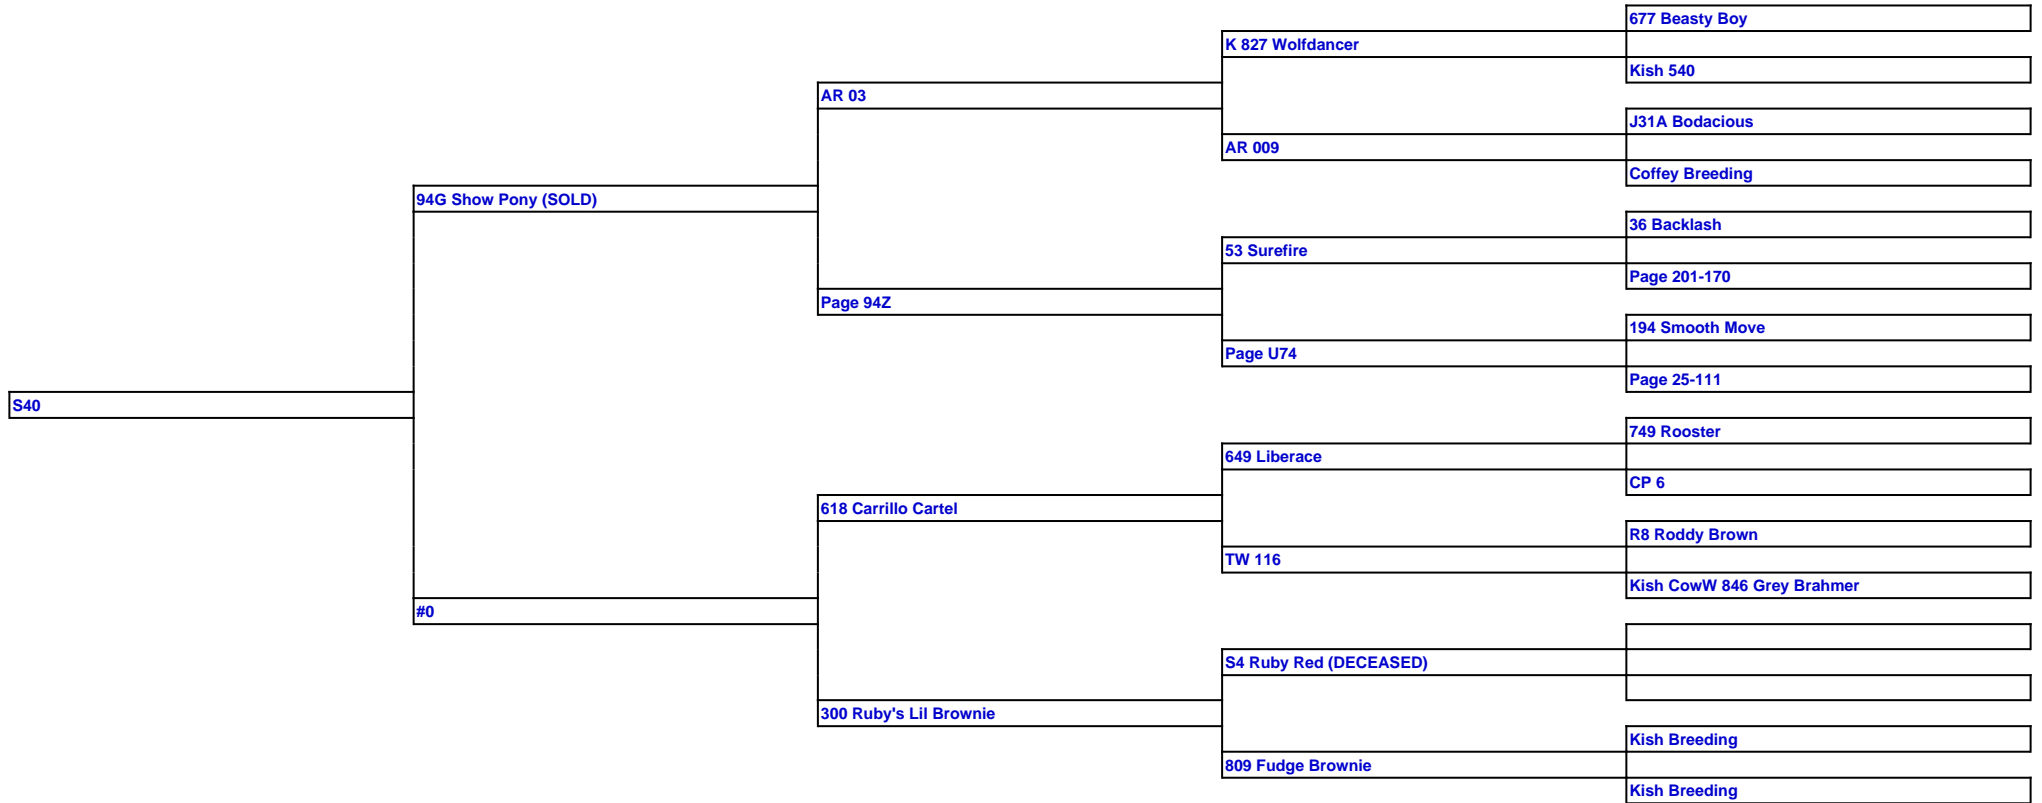 677 Beasty Boy
K 827 Wolfdancer
Kish 540
AR 03
J31A Bodacious
AR 009
Coffey Breeding
94G Show Pony (SOLD)
36 Backlash
53 Surefire
Page 201-170
Page 94Z
194 Smooth Move
Page U74
Page 25-111
S40
749 Rooster
649 Liberace
CP 6
618 Carrillo Cartel
R8 Roddy Brown
TW 116
Kish CowW 846 Grey Brahmer
#0
S4 Ruby Red (DECEASED)
300 Ruby's Lil Brownie
Kish Breeding
809 Fudge Brownie
Kish Breeding